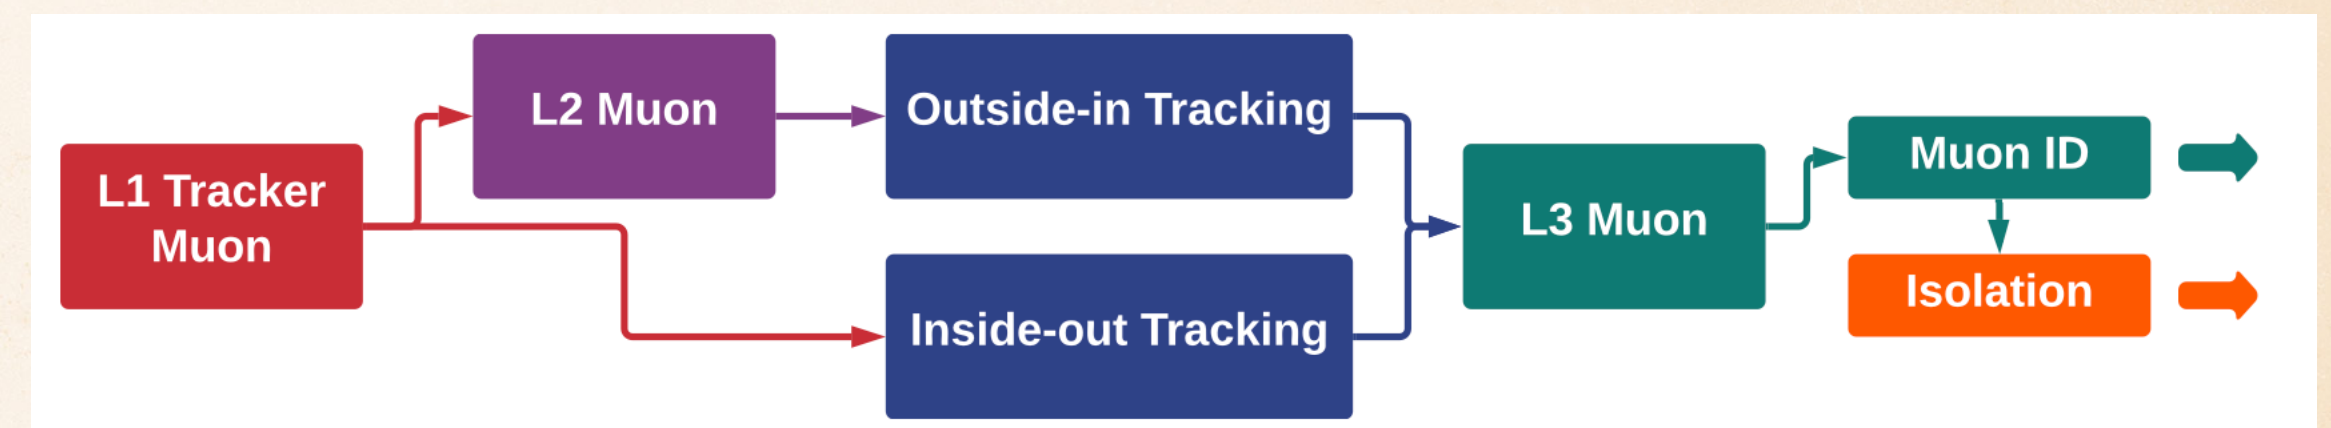 L1 Tracker
Muon
L2 Muon
Outside-in Tracking
Inside-out Tracking
L3 Muon
Muon ID
Isolation